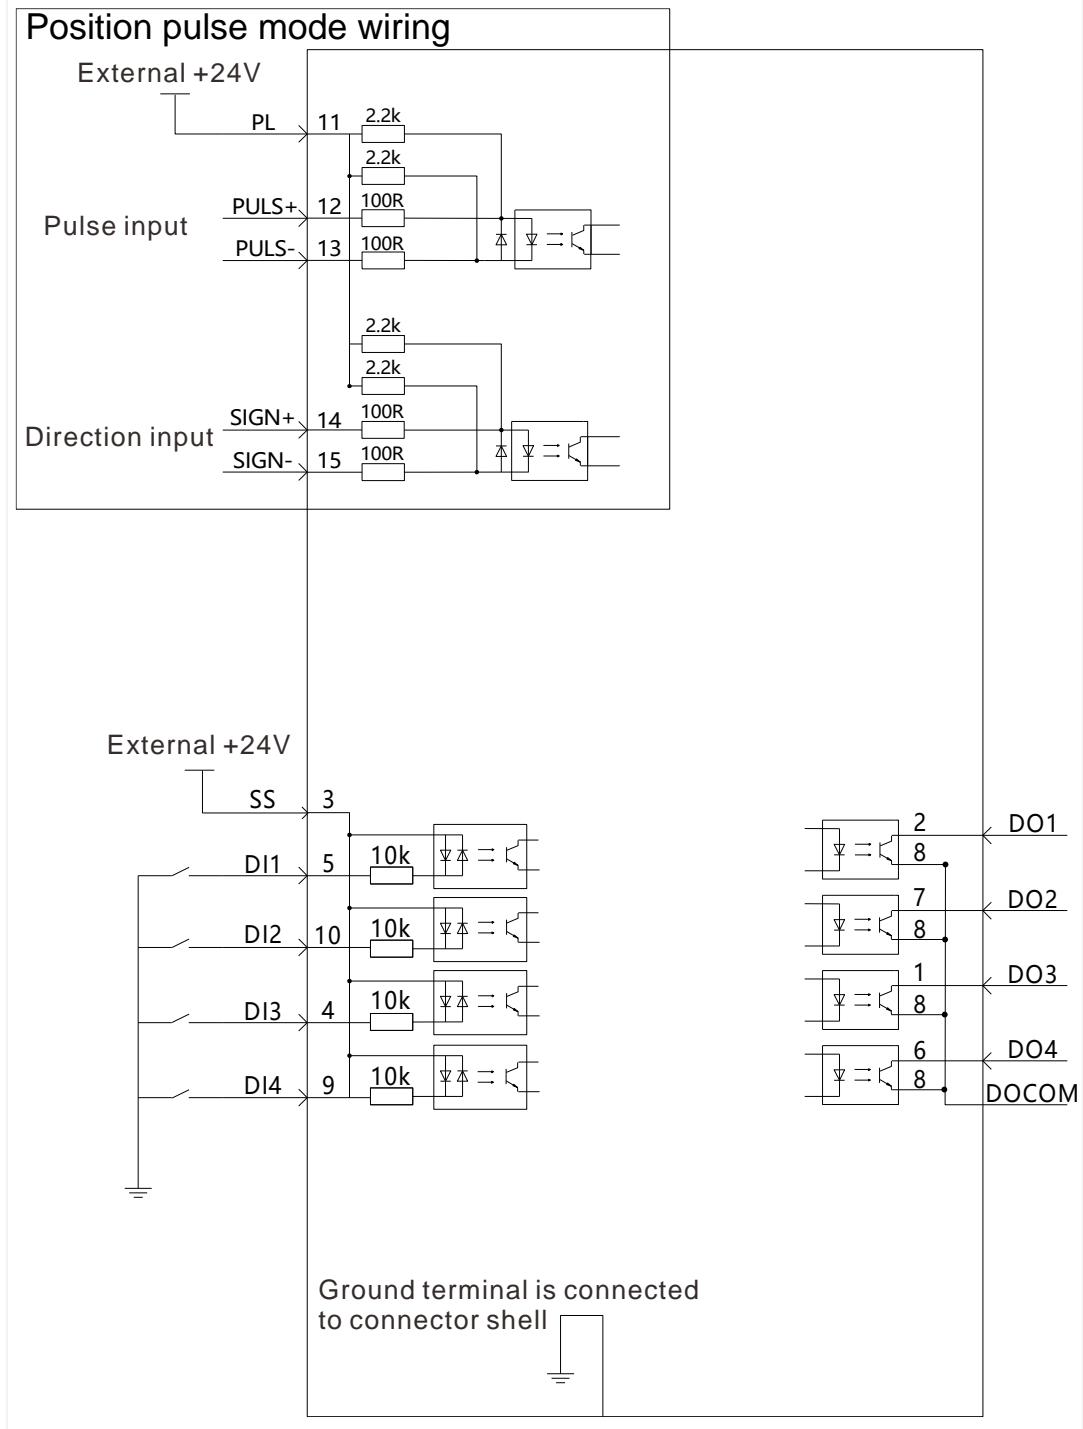 Position pulse mode wiring
External +24V
PL 11 2.2k
2.2k
PULS+ 12 100R
Pulse input
PULS- 13 100R
2.2k
2.2k
SIGN+ 14 100R
Direction input
SIGN- 15 100R
External +24V
SS 3
DI1 5 10k
DI2 10 10k
DI3 4 10k
DI4 9 10k
2 DO1
8
7 DO2
8
1 DO3
8
6 DO4
8
DOCOM
Ground terminal is connected
to connector shell